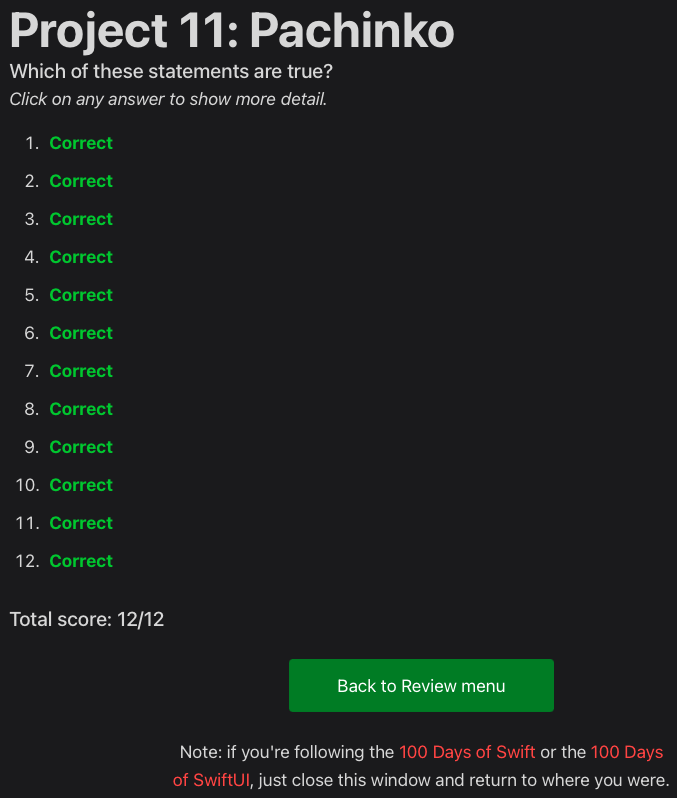 Project 11: Pachinko
Which of these statements are true?
Click on any answer to show more detail.
1. Correct
2. Correct
3. Correct
4. Correct
5. Correct
6. Correct
7. Correct
8. Correct
9. Correct
10. Correct
11. Correct
12. Correct
Total score: 12/12
Back to Review menu
Note: if you're following the 100 Days of Swift or the 100 Days
of SwiftUI, just close this window and return to where you were.